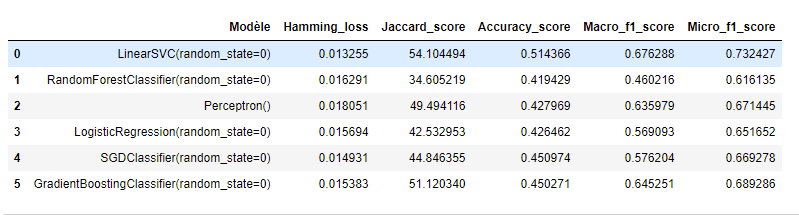 Modèle Hamming_loss Jaccard_score Accuracy_score Macro_f1_score Micro_f1_score
0 LinearSVC(random_state=0) 0.013255 54.104494 0.514366 0.676288 0.732427
1 RandomForestClassifier(random_state=0) 0.016291 34.605219 0.419429 0.460216 0.616135
2 Perceptron() 0.018051 49.494116 0.427969 0.635979 0.671445
3 LogisticRegression(random_state=0) 0.015694 42.532953 0.426462 0.569093 0.651652
4 SGDClassifier(random_state=0) 0.014931 44.846355 0.450974 0.576204 0.669278
5 GradientBoostingClassifier(random_state=0) 0.015383 51.120340 0.450271 0.645251 0.689286